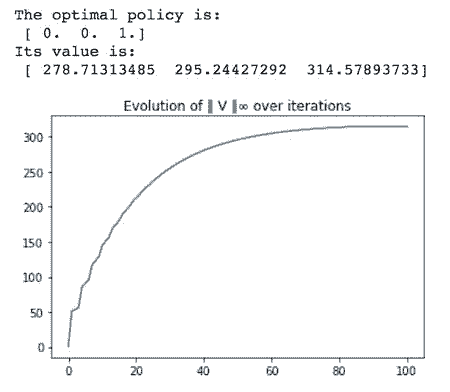 The optimal policy is:
[ 0. 0. 1.]
Its value is:
[ 278.71313485 295.24427292 314.57893733]
Evolution of ‖ V ‖∞ over iterations
300
250
200
150
100
50
0
0 20 40 60 80 100